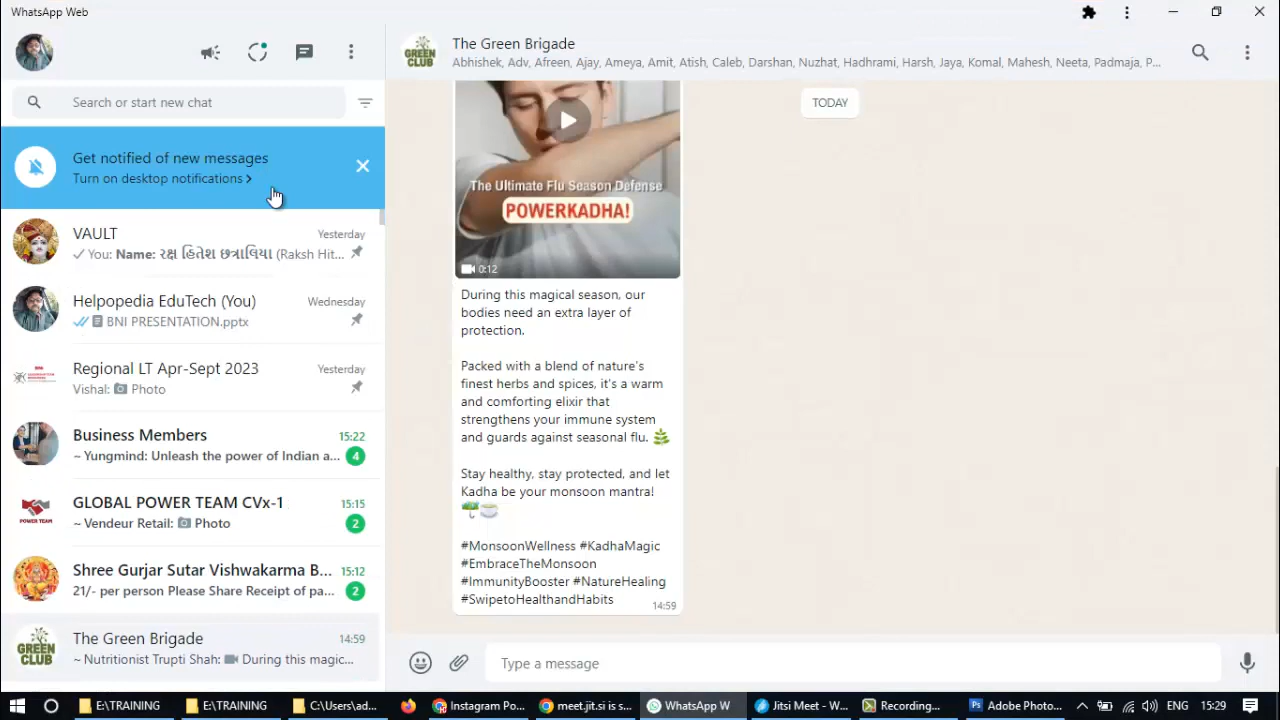 WhatsApp Web
GREEN CLUB
The Green Brigade
Abhishek, Adv, Afreen, Ajay, Ameya, Amit, Atish, Caleb, Darshan, Nuzhat, Hadhrami, Harsh, Jaya, Komal, Mahesh, Neeta, Padmaja, P...
Search or start new chat
Get notified of new messages
Turn on desktop notifications >
VAULT
Yesterday
You: Name: રક્ષ હિતેશ છત્રાલિયા (Raksh Hit...
Helpopedia EduTech (You)
Wednesday
BNI PRESENTATION.pptx
Regional LT Apr-Sept 2023
Yesterday
Vishal: Photo
Business Members
15:22
~ Yungmind: Unleash the power of Indian a...
4
GLOBAL POWER TEAM CVx-1
15:15
~ Vendeur Retail: Photo
2
POWER TEAM
Shree Gurjar Sutar Vishwakarma B...
15:12
21/- per person Please Share Receipt of pa...
2
GREEN CLUB
The Green Brigade
14:59
~ Nutritionist Trupti Shah: During this magic...
TODAY
The Ultimate Flu Season Defense
POWERKADHA!
0:12
During this magical season, our
bodies need an extra layer of
protection.
Packed with a blend of nature's
finest herbs and spices, it's a warm
and comforting elixir that
strengthens your immune system
and guards against seasonal flu.
Stay healthy, stay protected, and let
Kadha be your monsoon mantra!
#MonsoonWellness #KadhaMagic
#EmbraceTheMonsoon
#ImmunityBooster #NatureHealing
#SwipetoHealthandHabits
14:59
Type a message
E:\TRAINING
E:\TRAINING
C:\Users\ad...
Instagram Po...
meet.jit.si is s...
WhatsApp W
Jitsi Meet - W...
Recording...
Adobe Photo...
ENG
15:29